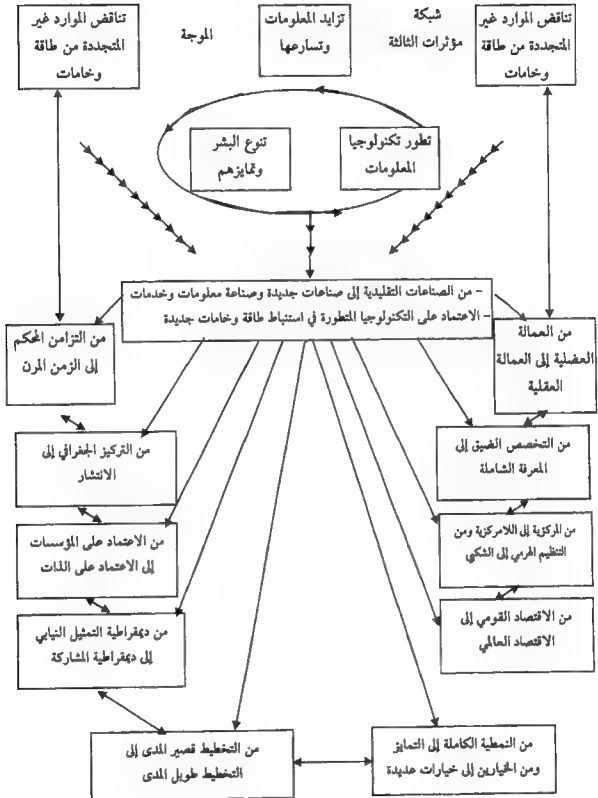 شبكة
مؤثرات الثالثة
الموجة
تناقض الموارد غير
المتجددة من طاقة
وخامات
تزايد المعلومات
وتسارعها
تناقض الموارد غير
المتجددة من طاقة
وخامات
تطور تكنولوجيا
المعلومات
تنوع البشر
وتمايزهم
– من الصناعات التقليدية إلى صناعات جديدة وصناعة معلومات وخدمات
– الاعتماد على التكنولوجيا المتطورة في استنباط طاقة وخامات جديدة
من العمالة
العضلية إلى العمالة
العقلية
من التزامن المحكم
إلى الزمن المرن
من التخصص الضيق إلى
المعرفة الشاملة
من التركيز الجغرافي إلى
الانتشار
من المركزية إلى اللامركزية ومن
التنظيم الهرمي إلى الشبكي
من الاعتماد على المؤسسات
إلى الاعتماد على الذات
من الاقتصاد القومي إلى
الاقتصاد العالمي
من ديمقراطية التمثيل النيابي
إلى ديمقراطية المشاركة
من النمطية الكاملة إلى التمايز
ومن الخيارين إلى خيارات عديدة
من التخطيط قصير المدى إلى
التخطيط طويل المدى